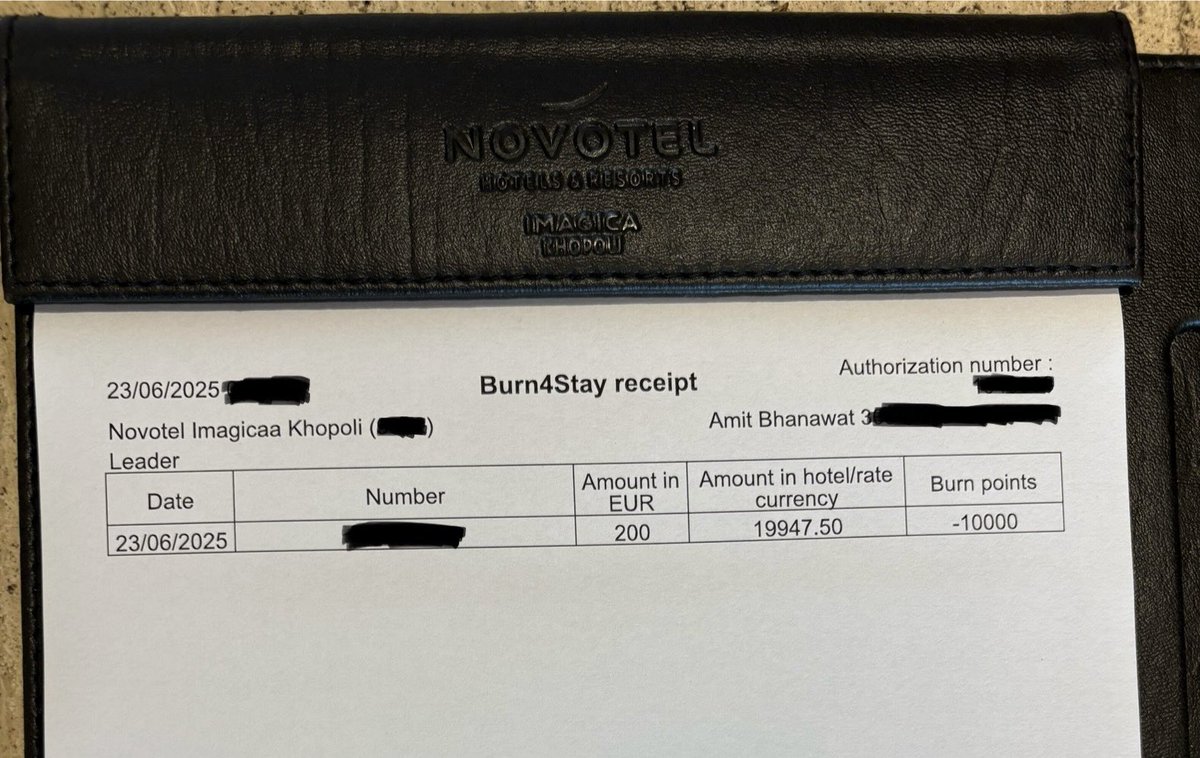 NOVOTEL
HOTELS & RESORTS
IMAGICA
KHOPOLI
23/06/2025
Burn4Stay receipt
Authorization number :
Novotel Imagicaa Khopoli ( )
Amit Bhanawat 3
Leader
Date Number Amount in EUR Amount in hotel/rate currency Burn points
23/06/2025 200 19947.50 -10000